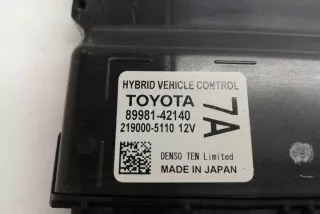 HYBRID VEHICLE CONTROL
TOYOTA
89981-42140
219000-5110 12V
7A
DENSO TEN Limited
MADE IN JAPAN